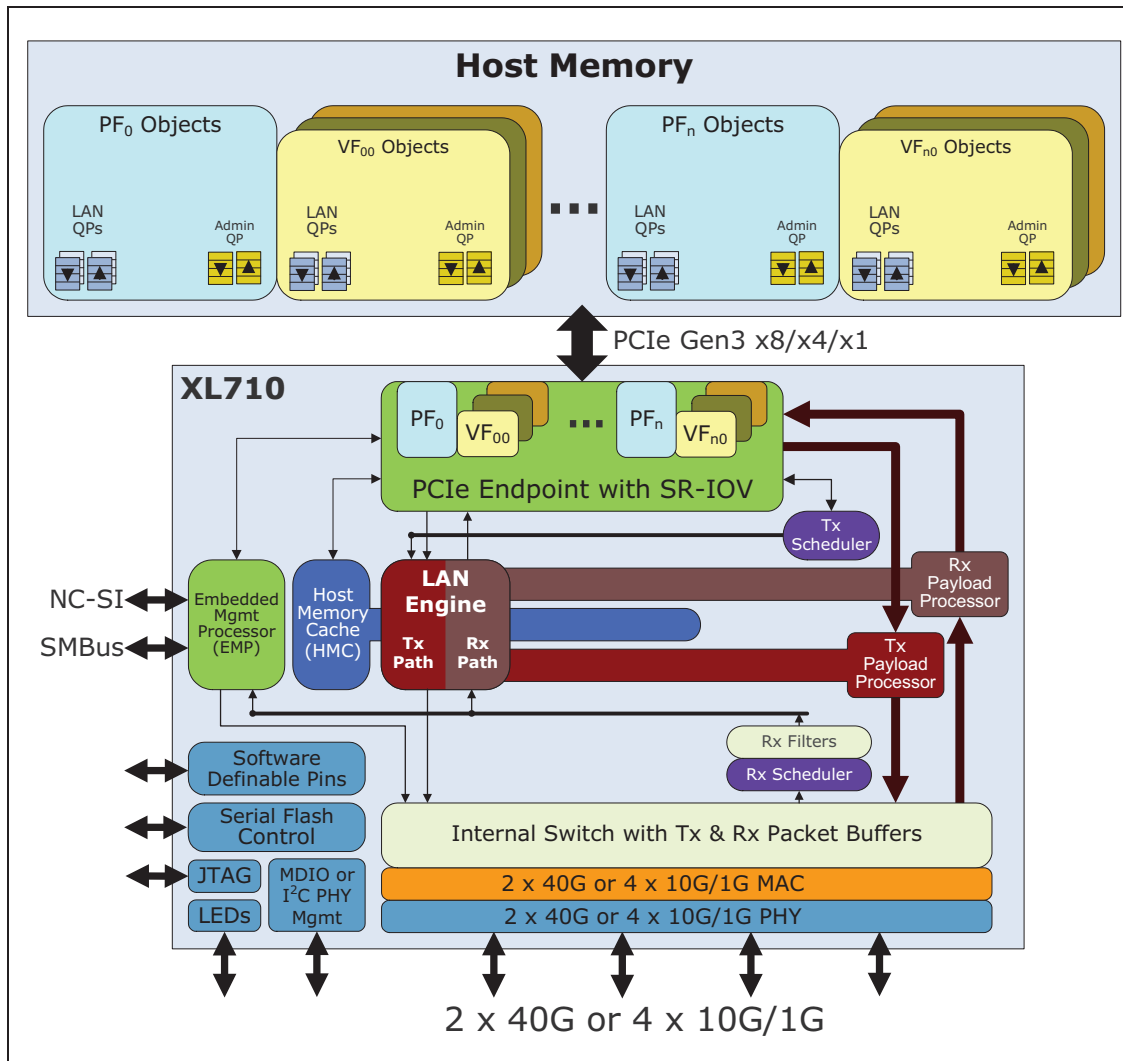 Host Memory
PF₀ Objects
VF₀₀ Objects
LAN
QPs
Admin
QP
LAN
QPs
Admin
QP
...
PFₙ Objects
VFₙ₀ Objects
LAN
QPs
Admin
QP
LAN
QPs
Admin
QP
PCIe Gen3 x8/x4/x1
XL710
PF₀
VF₀₀
...
PFₙ
VFₙ₀
PCIe Endpoint with SR-IOV
Tx
Scheduler
Rx
Payload
Processor
NC-SI
SMBus
Embedded
Mgmt
Processor
(EMP)
Host
Memory
Cache
(HMC)
LAN
Engine
Tx
Path
Rx
Path
Tx
Payload
Processor
Rx Filters
Rx Scheduler
Software
Definable Pins
Serial Flash
Control
JTAG
LEDs
MDIO or
I²C PHY
Mgmt
Internal Switch with Tx & Rx Packet Buffers
2 x 40G or 4 x 10G/1G MAC
2 x 40G or 4 x 10G/1G PHY
2 x 40G or 4 x 10G/1G